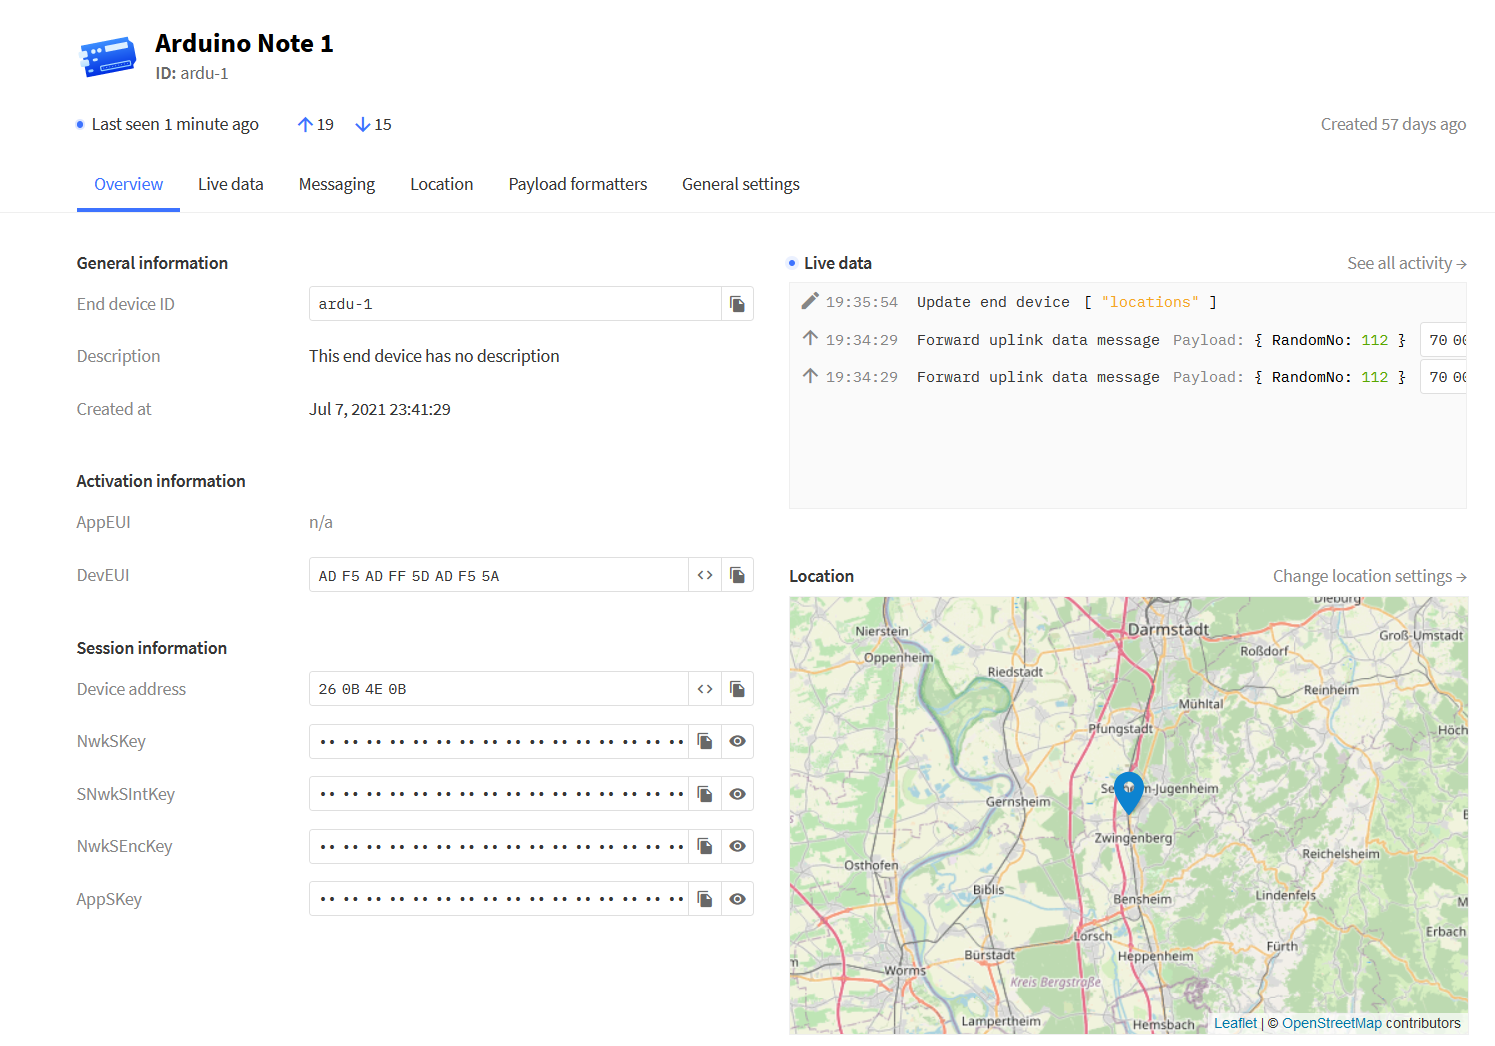 Arduino Note 1
ID: ardu-1
Last seen 1 minute ago
19
15
Created 57 days ago
Overview
Live data
Messaging
Location
Payload formatters
General settings
General information
End device ID
ardu-1
Description
This end device has no description
Created at
Jul 7, 2021 23:41:29
Activation information
AppEUI
n/a
DevEUI
AD F5 AD FF 5D AD F5 5A
Session information
Device address
26 0B 4E 0B
NwkSKey
SNwkSIntKey
NwkSEncKey
AppSKey
Live data
See all activity →
19:35:54 Update end device [ "locations" ]
19:34:29 Forward uplink data message Payload: { RandomNo: 112 } 70 00
19:34:29 Forward uplink data message Payload: { RandomNo: 112 } 70 00
Location
Change location settings →
Dieburg
Darmstadt
Nierstein
Groß-Umstadt
Oppenheim
Roßdorf
Riedstadt
Reinheim
Mühltal
Pfungstadt
Höch
m-Jugenheim
Gernsheim
Zwingenberg
Reichelsheim
Osthofen
Biblis
Lindenfels
Bensheim
Erbach
Lorsch
Fürth
Bürstadt
Heppenheim
Worms
Kreis Bergstraße
Lampertheim
Hemsbach
Leaflet | © OpenStreetMap contributors